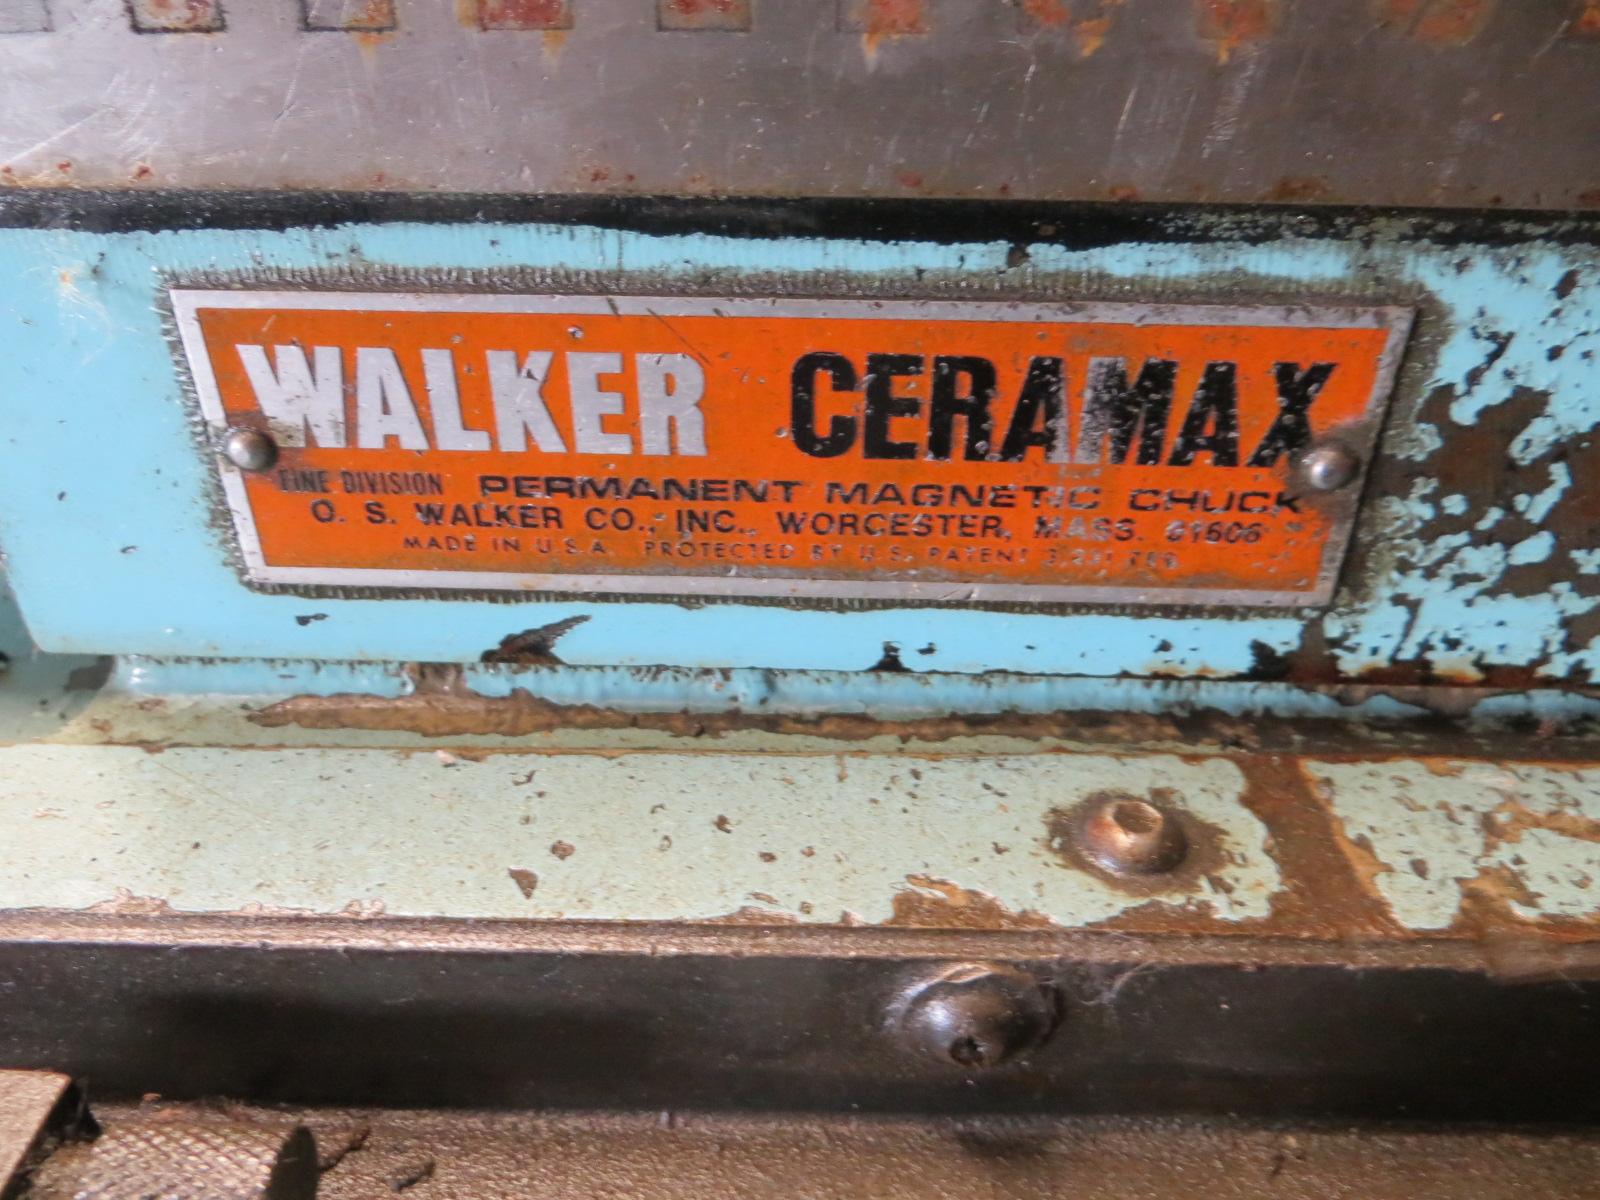 WALKER CERAMAX
FINE DIVISION PERMANENT MAGNETIC CHUCK
O. S. WALKER CO., INC., WORCESTER, MASS. 01606
MADE IN U.S.A. PROTECTED BY U.S. PATENT